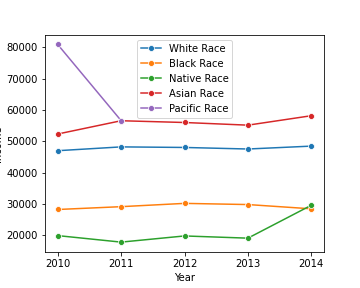 White Race
Black Race
Native Race
Asian Race
Pacific Race
80000
70000
60000
50000
40000
30000
20000
2010
2011
2012
2013
2014
Year